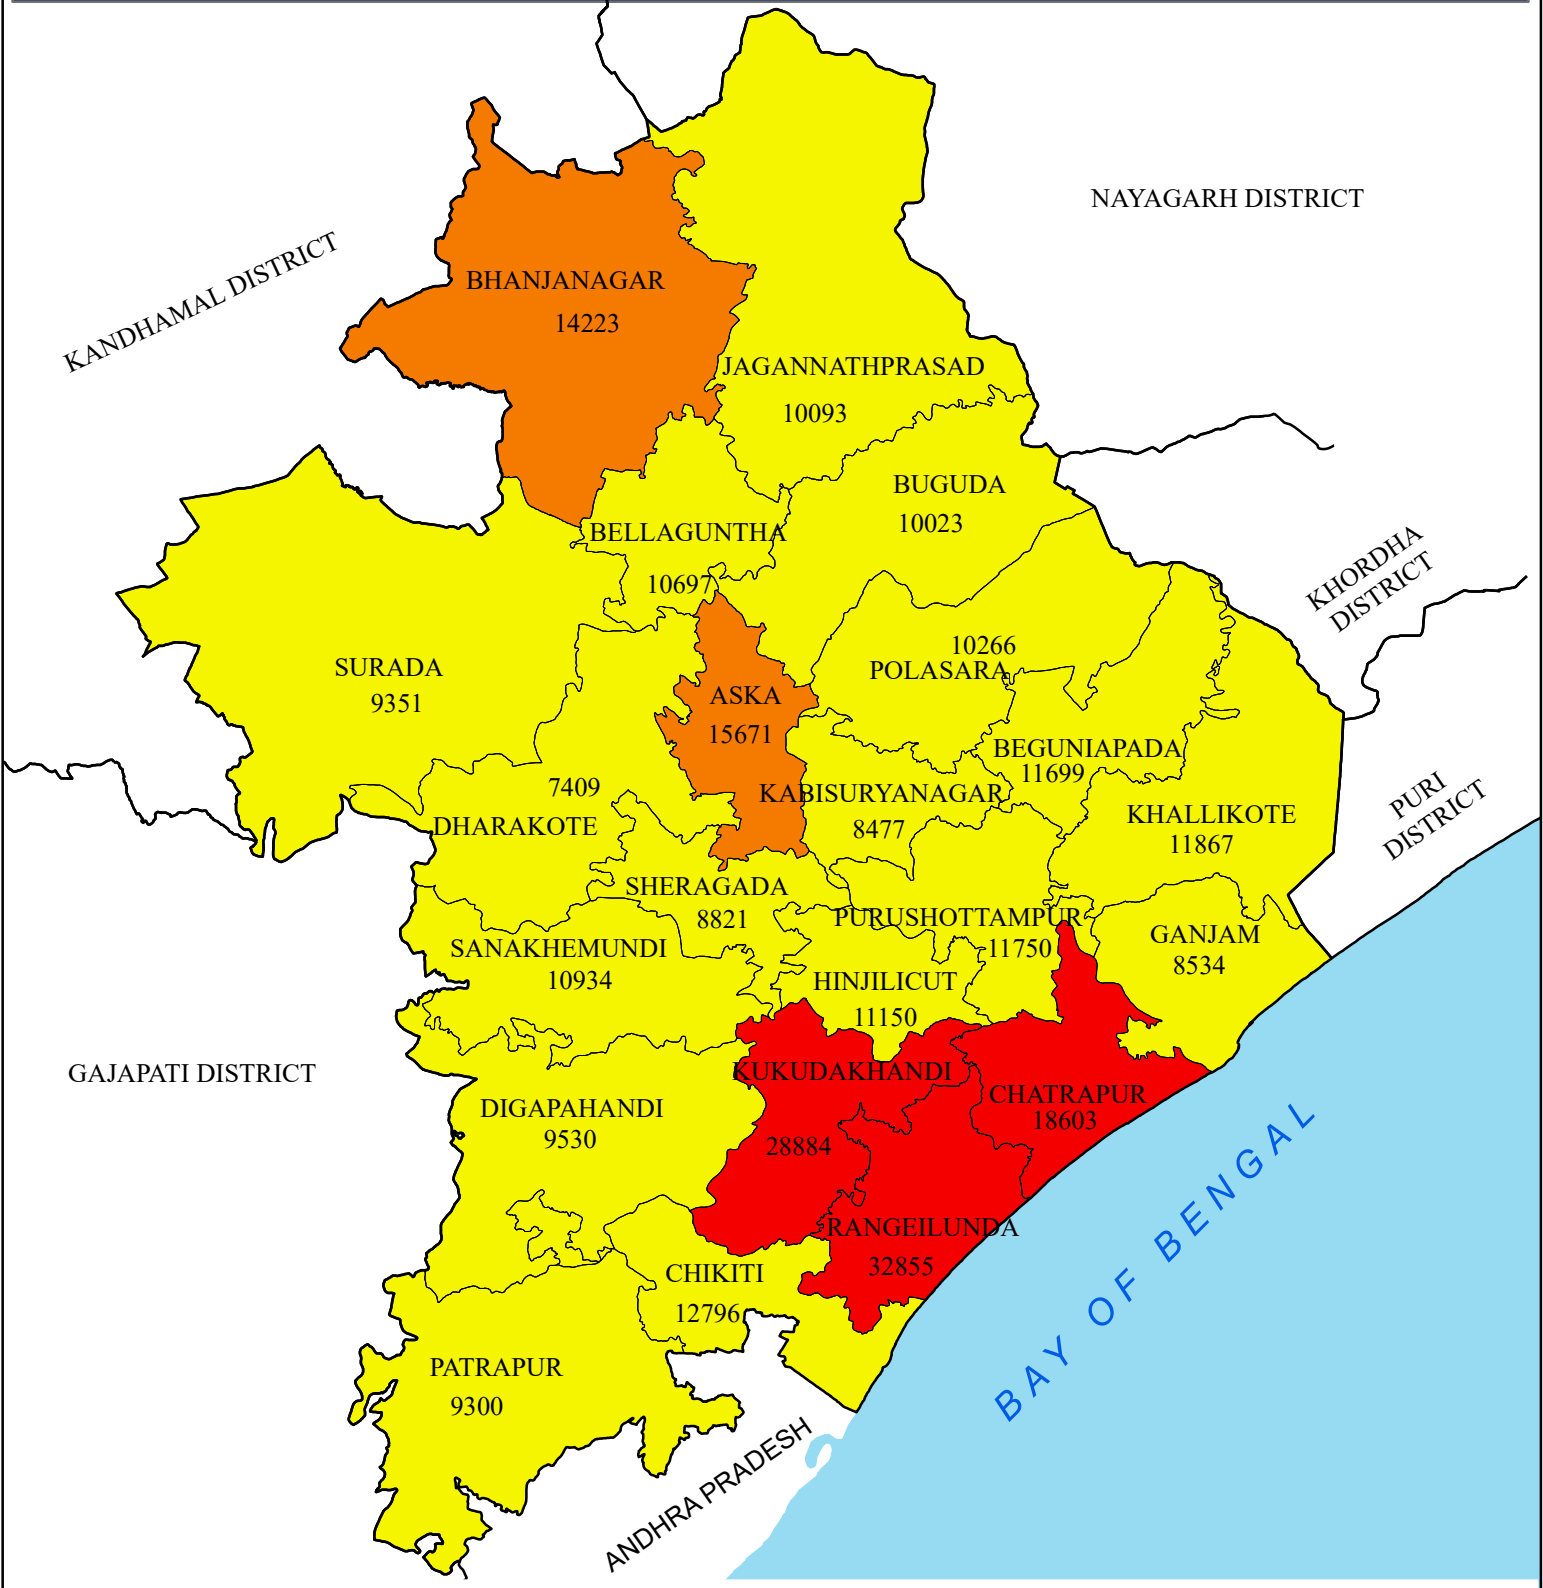 NAYAGARH DISTRICT
KANDHAMAL DISTRICT
BHANJANAGAR
14223
JAGANNATHPRASAD
10093
BUGUDA
10023
BELLAGUNTHA
10697
KHORDHA
DISTRICT
SURADA
9351
10266
POLASARA
ASKA
15671
BEGUNIAPADA
11699
7409
DHARAKOTE
KABISURYANAGAR
8477
KHALLIKOTE
11867
PURI
DISTRICT
SHERAGADA
8821
PURUSHOTTAMPUR
11750
GANJAM
8534
SANAKHEMUNDI
10934
HINJILICUT
11150
GAJAPATI DISTRICT
KUKUDAKHANDI
28884
CHATRAPUR
18603
DIGAPAHANDI
9530
RANGEILUNDA
32855
CHIKITI
12796
BAY OF BENGAL
PATRAPUR
9300
ANDHRA PRADESH